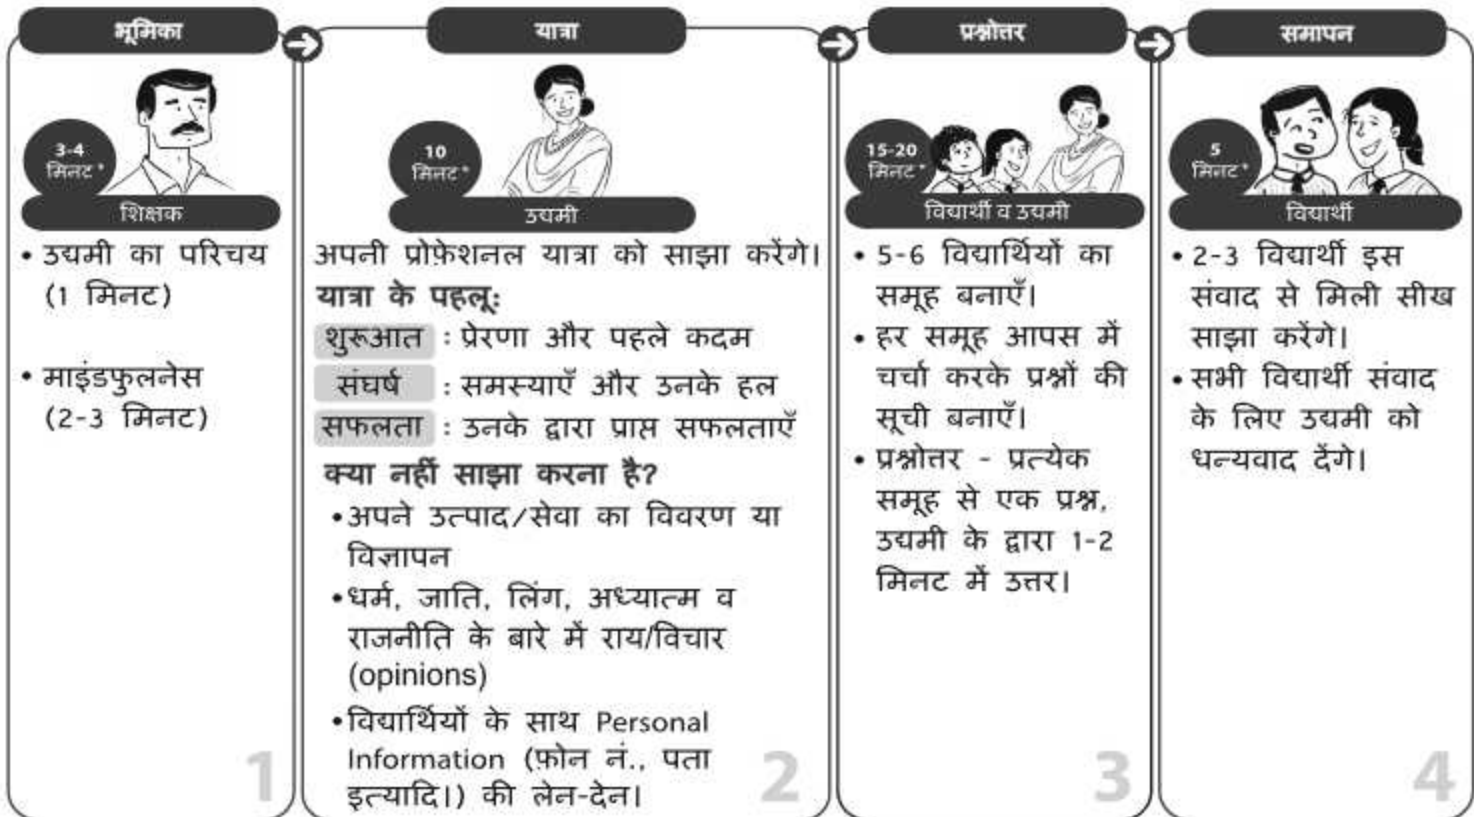 भूमिका
3-4
मिनट*
शिक्षक
• उद्यमी का परिचय
(1 मिनट)
• माइंडफुलनेस
(2-3 मिनट)
1
यात्रा
10
मिनट*
उद्यमी
अपनी प्रोफ़ेशनल यात्रा को साझा करेंगे।
यात्रा के पहलू:
शुरूआत : प्रेरणा और पहले कदम
संघर्ष : समस्याएँ और उनके हल
सफलता : उनके द्वारा प्राप्त सफलताएँ
क्या नहीं साझा करना है?
•अपने उत्पाद/सेवा का विवरण या
विज्ञापन
•धर्म, जाति, लिंग, अध्यात्म व
राजनीति के बारे में राय/विचार
(opinions)
•विद्यार्थियों के साथ Personal
Information (फ़ोन नं., पता
इत्यादि।) की लेन-देन।
2
प्रश्नोत्तर
15-20
मिनट*
विद्यार्थी व उद्यमी
• 5-6 विद्यार्थियों का
समूह बनाएँ।
• हर समूह आपस में
चर्चा करके प्रश्नों की
सूची बनाएँ।
• प्रश्नोत्तर - प्रत्येक
समूह से एक प्रश्न,
उद्यमी के द्वारा 1-2
मिनट में उत्तर।
3
समापन
5
मिनट*
विद्यार्थी
• 2-3 विद्यार्थी इस
संवाद से मिली सीख
साझा करेंगे।
• सभी विद्यार्थी संवाद
के लिए उद्यमी को
धन्यवाद देंगे।
4